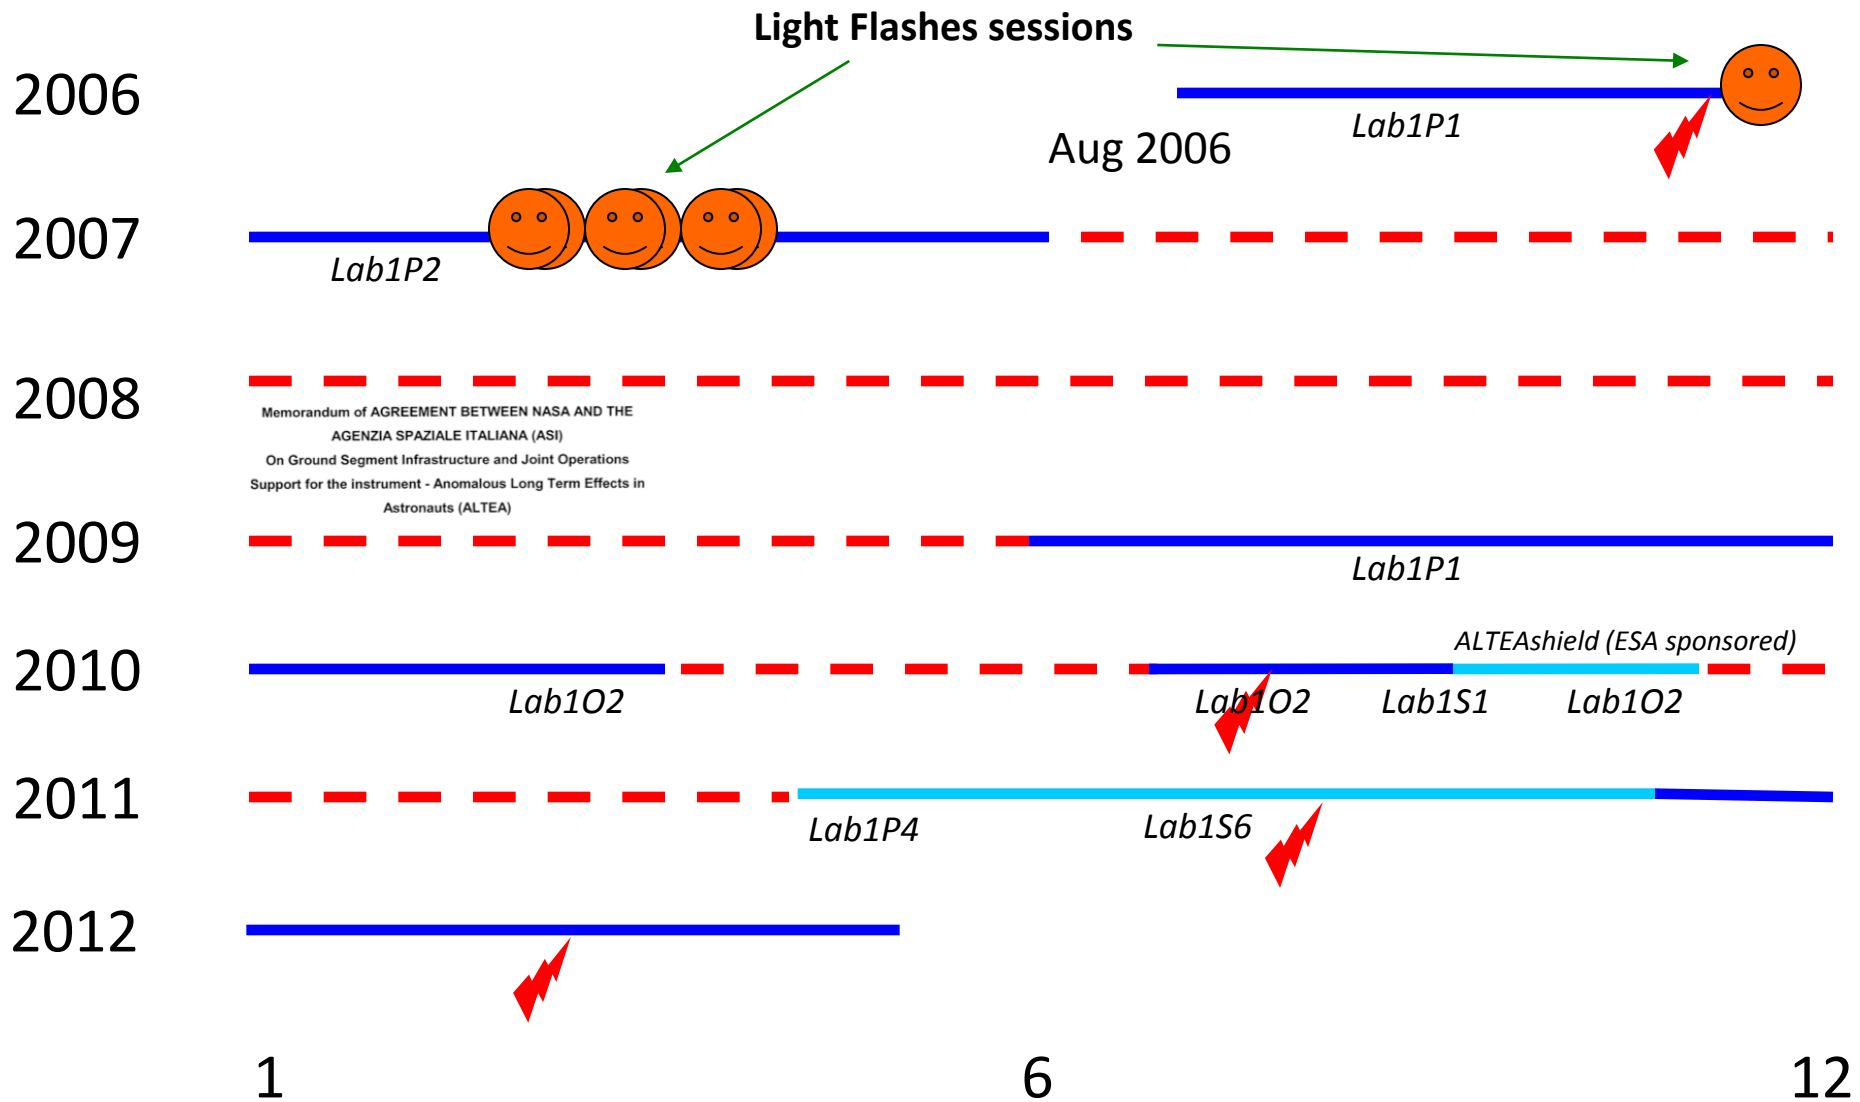 Light Flashes sessions
2006
Lab1P1
Aug 2006
2007
Lab1P2
2008
Memorandum of AGREEMENT BETWEEN NASA AND THE
AGENZIA SPAZIALE ITALIANA (ASI)
On Ground Segment Infrastructure and Joint Operations
Support for the instrument - Anomalous Long Term Effects in
Astronauts (ALTEA)
2009
Lab1P1
ALTEAshield (ESA sponsored)
2010
Lab1O2 Lab1O2 Lab1S1 Lab1O2
2011
Lab1P4 Lab1S6
2012
1 6 12